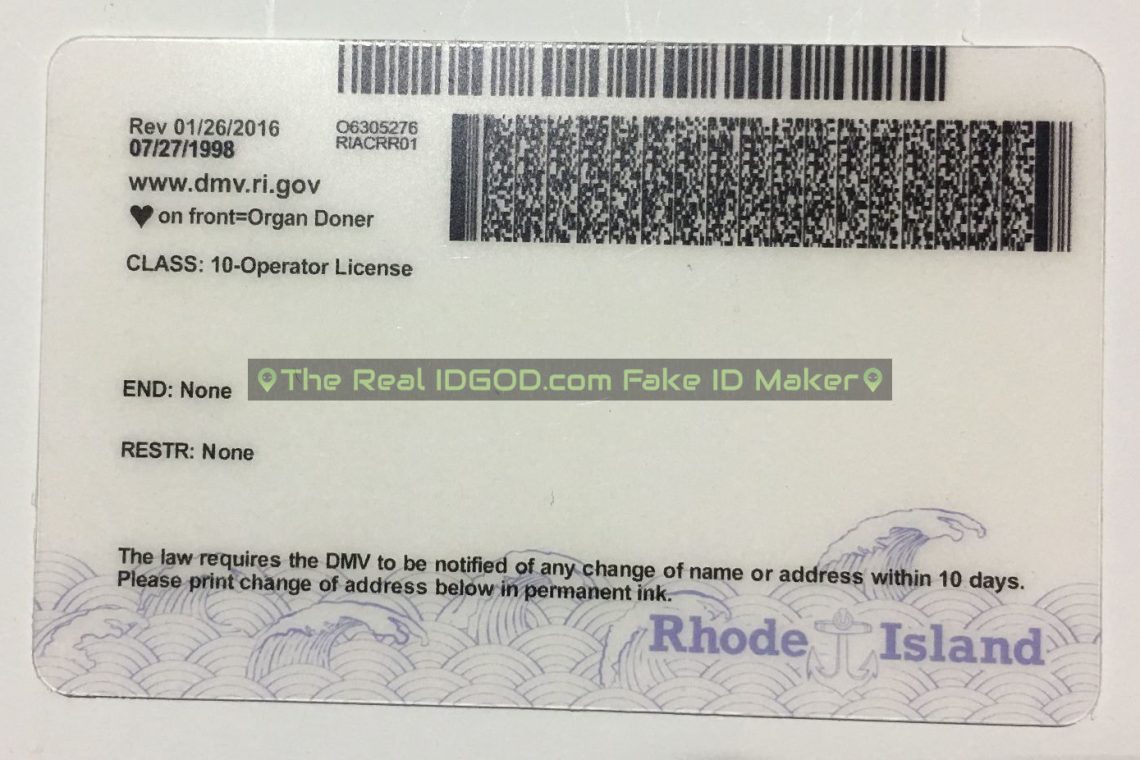 Rev 01/26/2016
07/27/1998
O6305276
RIACRR01
www.dmv.ri.gov
♥ on front=Organ Doner
CLASS: 10-Operator License
END: None
The Real IDGOD.com Fake ID Maker
RESTR: None
The law requires the DMV to be notified of any change of name or address within 10 days.
Please print change of address below in permanent ink.
Rhode Island